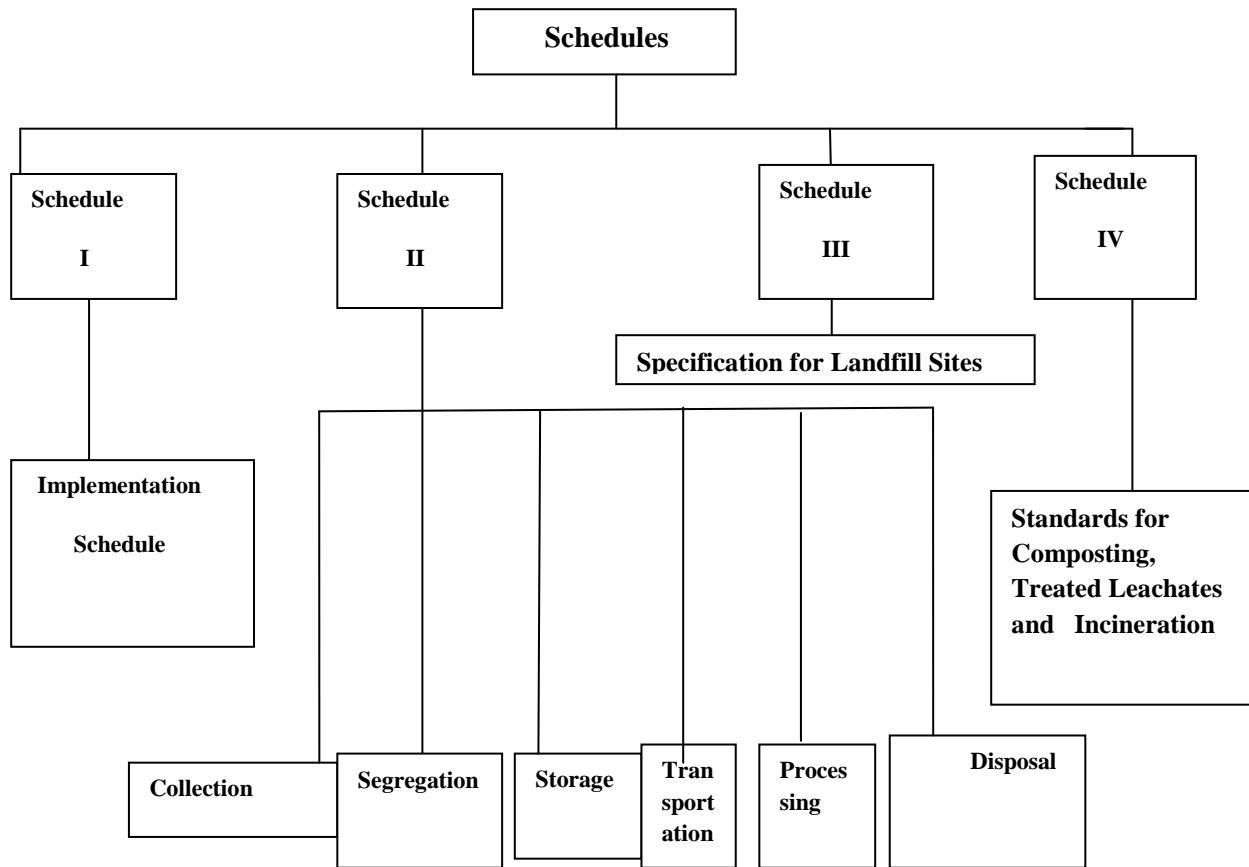 Schedules
Schedule
I
Schedule
II
Schedule
III
Schedule
IV
Specification for Landfill Sites
Implementation
Schedule
Standards for
Composting,
Treated Leachates
and Incineration
Collection
Segregation
Storage
Tran
sport
ation
Proces
sing
Disposal